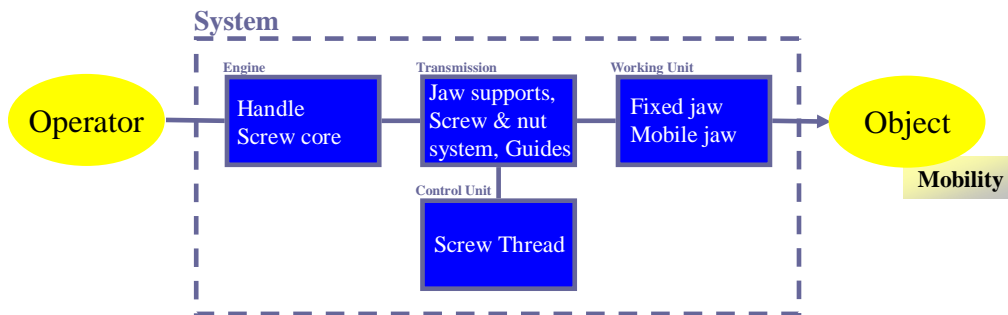 System
Engine
Transmission
Working Unit
Operator
Handle
Screw core
Jaw supports,
Screw & nut
system, Guides
Fixed jaw
Mobile jaw
Object
Mobility
Control Unit
Screw Thread